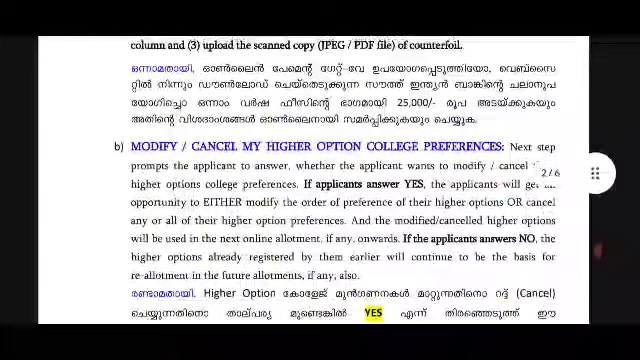 column and (3) upload the scanned copy (JPEG / PDF file) of counterfoil.
ഒന്നാമതായി, ഓൺലൈൻ പേമെന്റ് ഗേറ്റ്-വേ ഉപയോഗപ്പെടുത്തിയോ, വെബ്സൈ
റ്റിൽ നിന്നും ഡൗൺലോഡ് ചെയ്തെടുക്കുന്ന സൗത്ത് ഇന്ത്യൻ ബാങ്കിന്റെ ചലാനുപ
യോഗിച്ചൊ ഒന്നാം വർഷ ഫീസിന്റെ ഭാഗമായി 25,000/- രൂപ അടയ്ക്കുകയും
അതിന്റെ വിശദാംശങ്ങൾ ഓൺലൈനായി സമർപ്പിക്കുകയും ചെയ്യുക.
b) MODIFY / CANCEL MY HIGHER OPTION COLLEGE PREFERENCES: Next step
prompts the applicant to answer, whether the applicant wants to modify / cancel
higher options college preferences. If applicants answer YES, the applicants will get
2/6
opportunity to EITHER modify the order of preference of their higher options OR cancel
any or all of their higher option preferences. And the modified/cancelled higher options
will be used in the next online allotment, if any, onwards. If the applicants answers NO, the
higher options already registered by them earlier will continue to be the basis for
re-allotment in the future allotments, if any, also.
രണ്ടാമതായി, Higher Option കോളേജ് മുൻഗണനകൾ മാറ്റുന്നതിനൊ റദ്ദ് (Cancel)
ചെയ്യുന്നതിനൊ താല്പര്യ മുണ്ടെങ്കിൽ YES എന്ന് തിരഞ്ഞെടുത്ത് ഈ